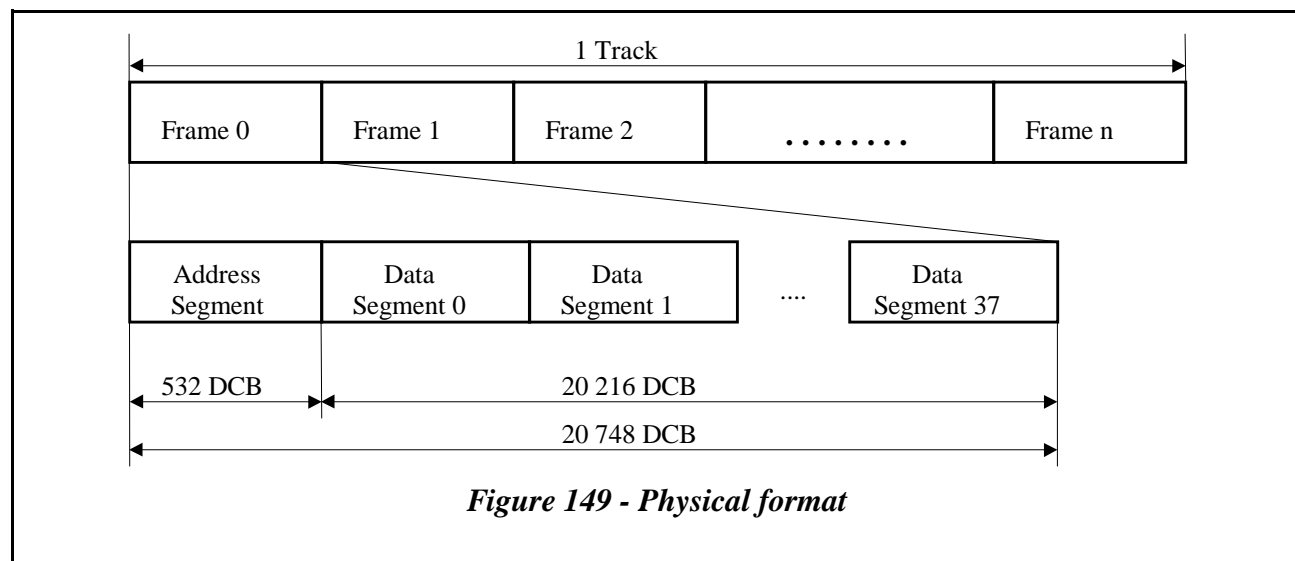 1 Track
Frame 0 Frame 1 Frame 2 ........ Frame n
Address Segment Data Segment 0 Data Segment 1 .... Data Segment 37
532 DCB 20 216 DCB
20 748 DCB
Figure 149 - Physical format